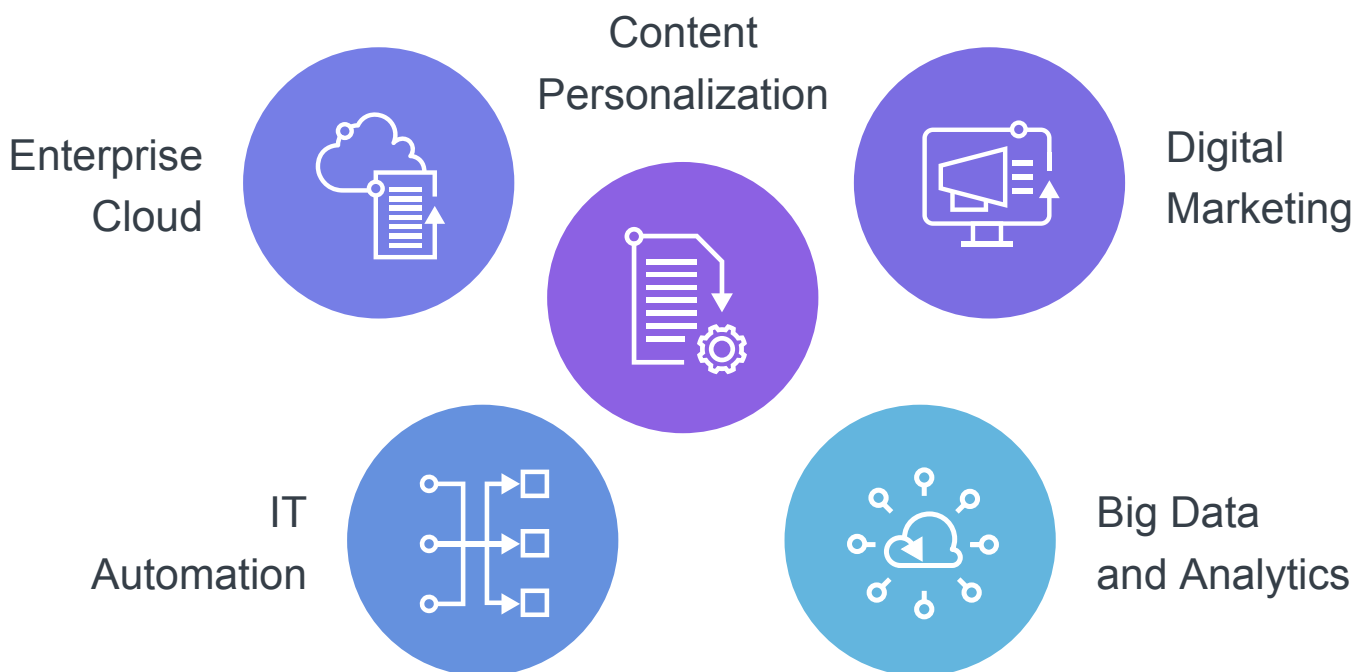 Content
Personalization
Enterprise
Cloud
Digital
Marketing
IT
Automation
Big Data
and Analytics